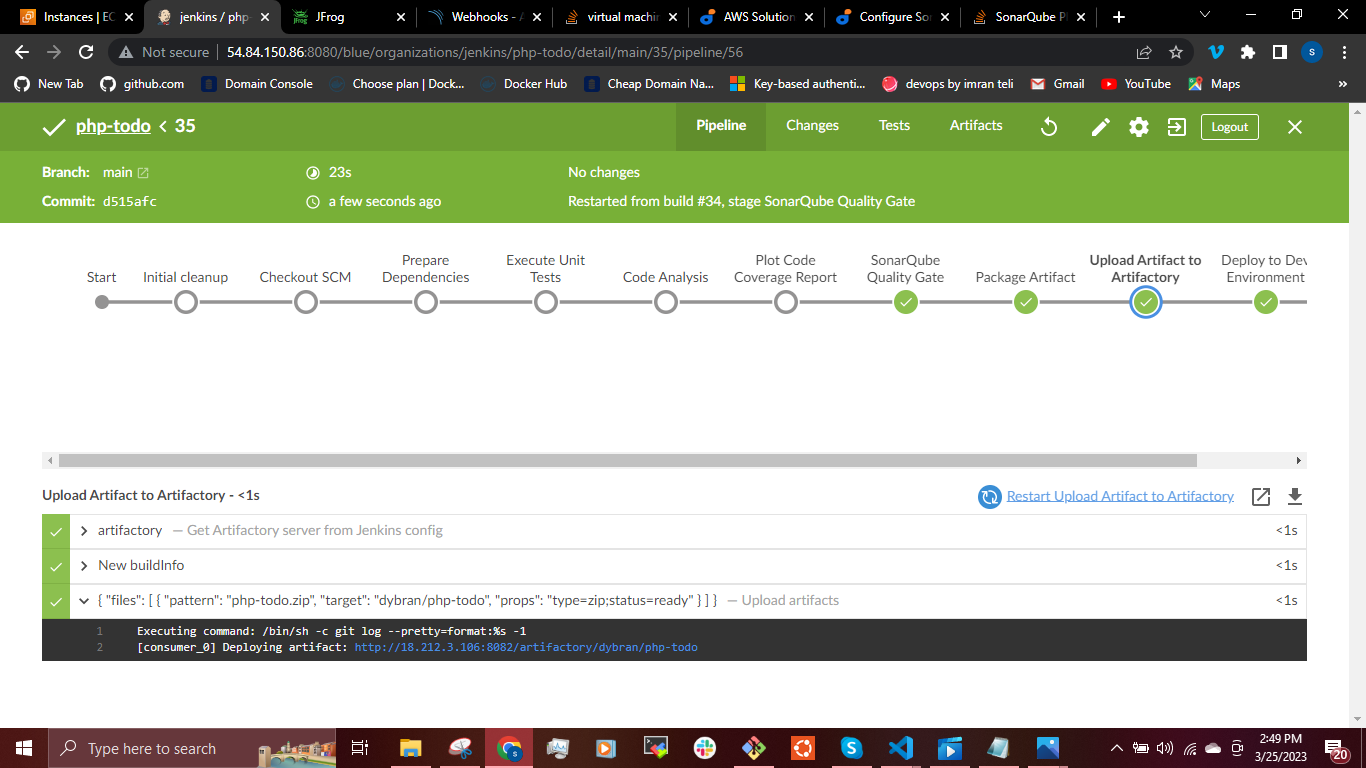 Instances | EC
jenkins / php-
JFrog
Webhooks - A
virtual machin
AWS Solution
Configure Son
SonarQube Pl
Not secure
54.84.150.86:8080/blue/organizations/jenkins/php-todo/detail/main/35/pipeline/56
s
New Tab
github.com
Domain Console
Choose plan | Dock...
Docker Hub
Cheap Domain Na...
Key-based authenti...
devops by imran teli
Gmail
YouTube
Maps
»
php-todo < 35
Pipeline
Changes
Tests
Artifacts
Logout
Branch: main
23s
No changes
Commit: d515afc
a few seconds ago
Restarted from build #34, stage SonarQube Quality Gate
Start
Initial cleanup
Checkout SCM
Prepare
Dependencies
Execute Unit
Tests
Code Analysis
Plot Code
Coverage Report
SonarQube
Quality Gate
Package Artifact
Upload Artifact to
Artifactory
Deploy to Dev
Environment
Upload Artifact to Artifactory - <1s
Restart Upload Artifact to Artifactory
artifactory — Get Artifactory server from Jenkins config
<1s
New buildInfo
<1s
{ "files": [ { "pattern": "php-todo.zip", "target": "dybran/php-todo", "props": "type=zip;status=ready" } ] } — Upload artifacts
<1s
1 Executing command: /bin/sh -c git log --pretty=format:%s -1
2 [consumer_0] Deploying artifact: http://18.212.3.106:8082/artifactory/dybran/php-todo
Type here to search
2:49 PM
3/25/2023
20